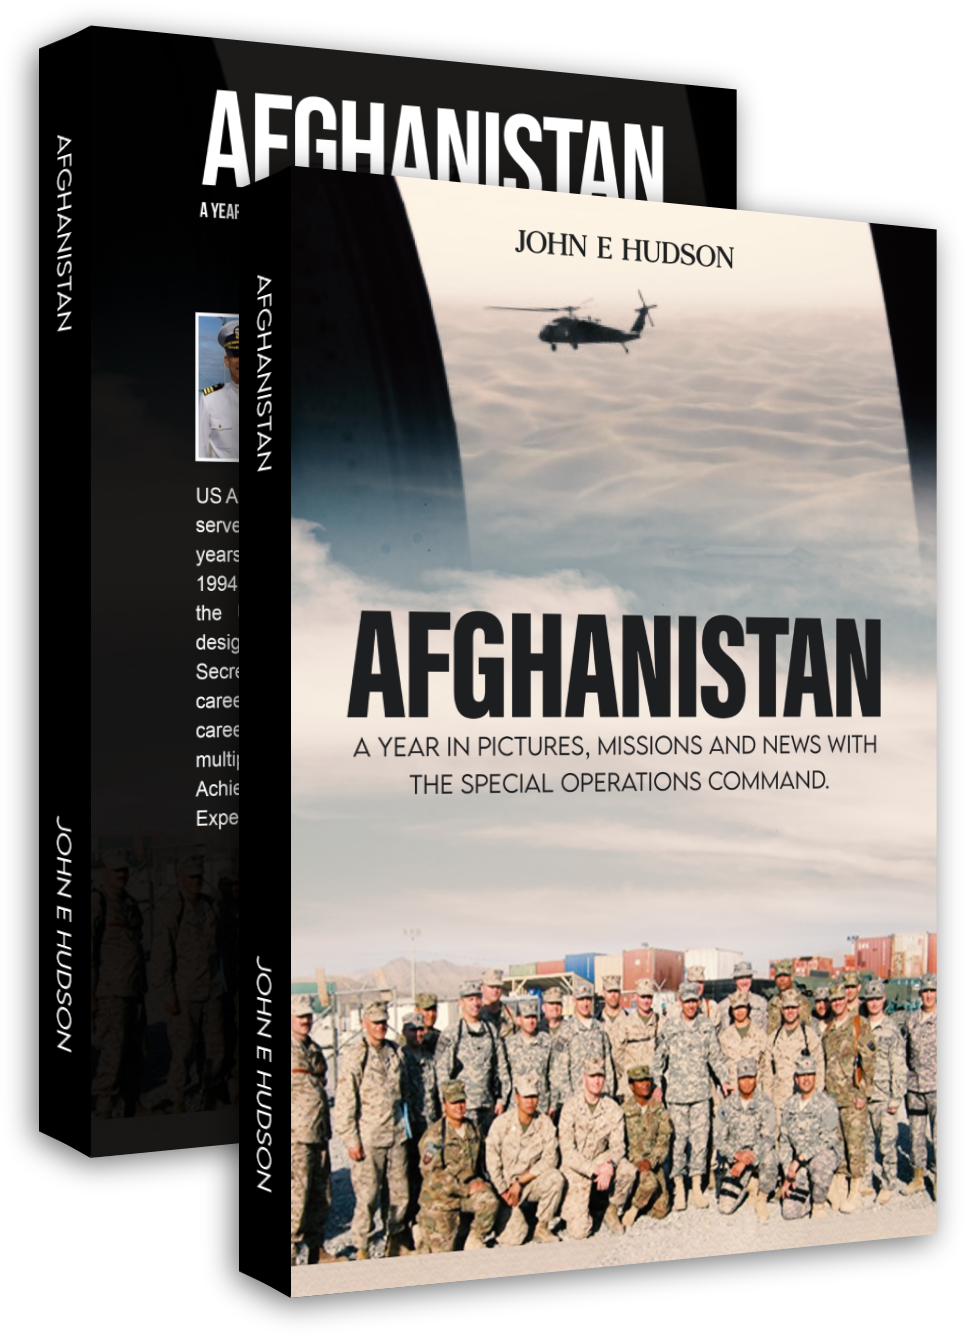 AFGHANISTAN
A YEAR
US A
serve
years
1994
the
desig
Secre
caree
caree
multip
Achie
Expe
AFGHANISTAN
JOHN E HUDSON
AFGHANISTAN
JOHN E HUDSON
JOHN E HUDSON
AFGHANISTAN
A YEAR IN PICTURES, MISSIONS AND NEWS WITH
THE SPECIAL OPERATIONS COMMAND.